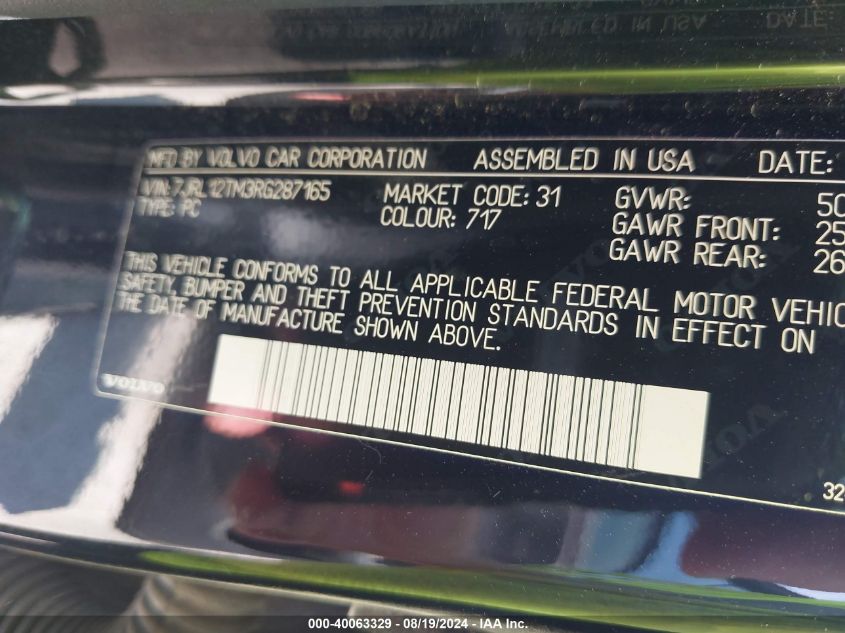 MFD BY VOLVO CAR CORPORATION ASSEMBLED IN USA DATE:
VIN: 7JRL12TM3RG287165 MARKET CODE: 31 GVWR: 50
TYPE: PC COLOUR: 717 GAWR FRONT: 25
GAWR REAR: 26
THIS VEHICLE CONFORMS TO ALL APPLICABLE FEDERAL MOTOR VEHIC
SAFETY, BUMPER AND THEFT PREVENTION STANDARDS IN EFFECT ON
THE DATE OF MANUFACTURE SHOWN ABOVE.
VOLVO
32
000-40063329 — 08/19/2024 — IAA Inc.